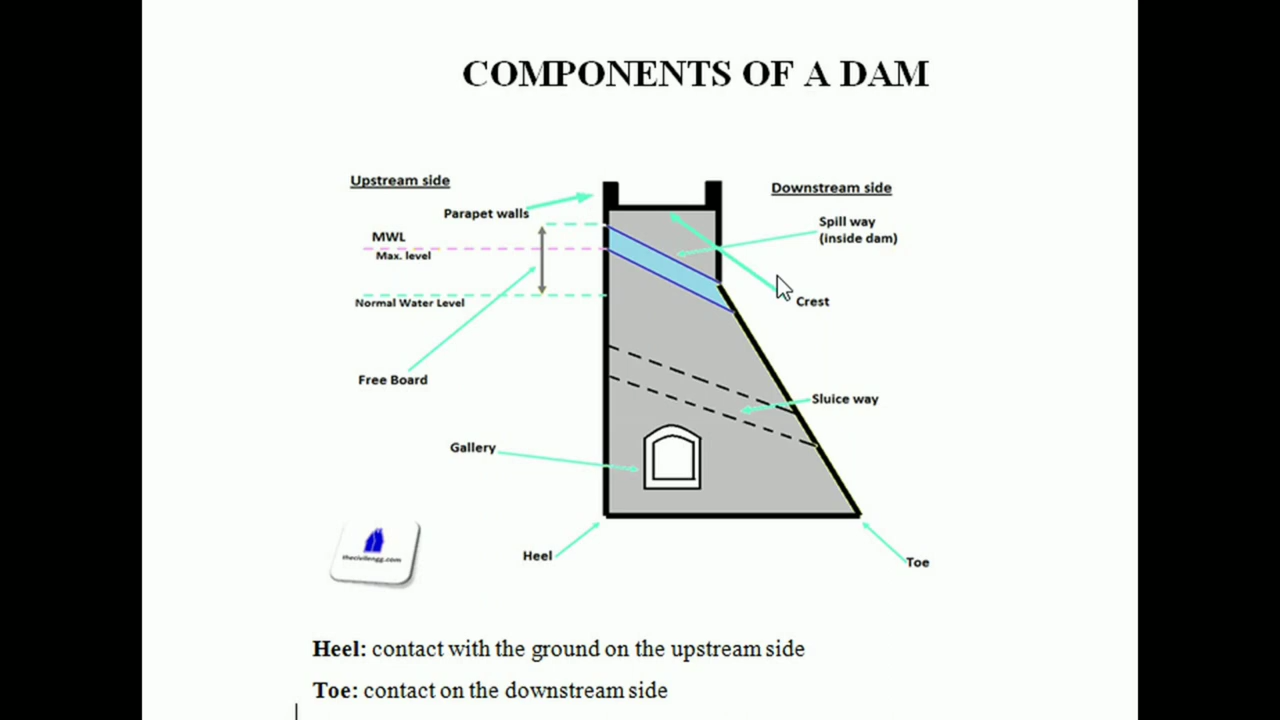 COMPONENTS OF A DAM
Upstream side
Downstream side
Parapet walls
Spill way
(inside dam)
MWL
Max. level
Normal Water Level
Crest
Free Board
Sluice way
Gallery
thecivilengg.com
Heel
Toe
Heel: contact with the ground on the upstream side
Toe: contact on the downstream side